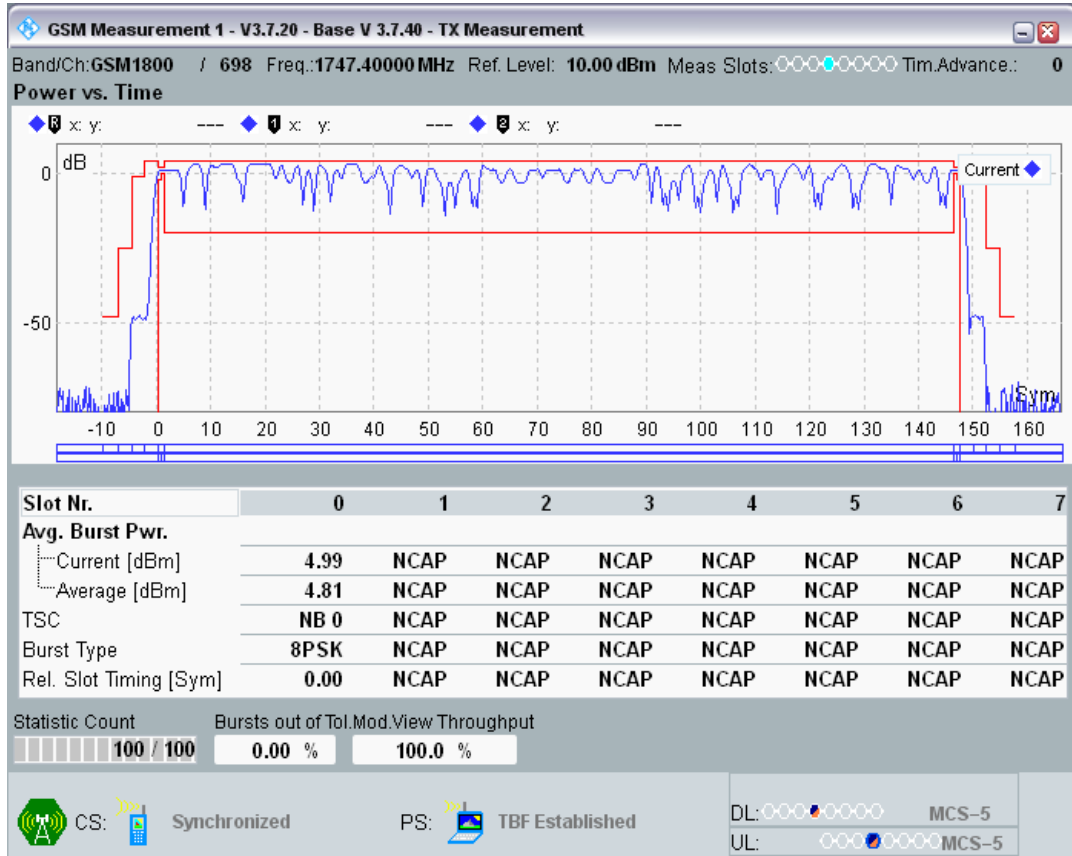 GSM Measurement 1 - V3.7.20 - Base V 3.7.40 - TX Measurement
Band/Ch:GSM1800 / 698 Freq.:1747.40000 MHz Ref. Level: 10.00 dBm Meas Slots: Tim.Advance.: 0
Power vs. Time
R x: y: --- 1 x: y: --- 2 x: y: ---
dB
Current
0
-50
Sym
-10 0 10 20 30 40 50 60 70 80 90 100 110 120 130 140 150 160
Slot Nr. 0 1 2 3 4 5 6 7
Avg. Burst Pwr.
Current [dBm] 4.99 NCAP NCAP NCAP NCAP NCAP NCAP NCAP
Average [dBm] 4.81 NCAP NCAP NCAP NCAP NCAP NCAP NCAP
TSC NB 0 NCAP NCAP NCAP NCAP NCAP NCAP NCAP
Burst Type 8PSK NCAP NCAP NCAP NCAP NCAP NCAP NCAP
Rel. Slot Timing [Sym] 0.00 NCAP NCAP NCAP NCAP NCAP NCAP NCAP
Statistic Count Bursts out of Tol. Mod.View Throughput
100 / 100 0.00 % 100.0 %
CS: Synchronized PS: TBF Established DL: MCS-5
UL: MCS-5